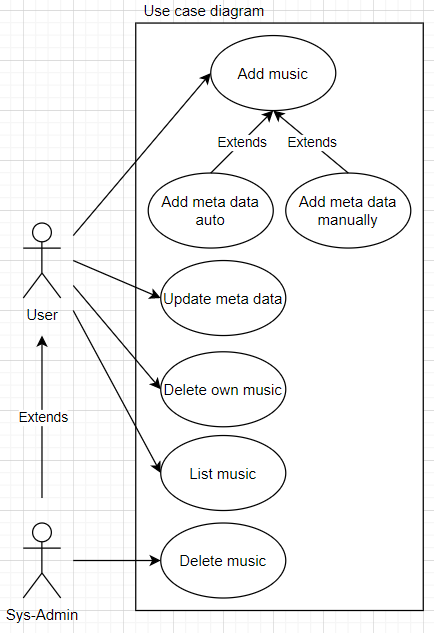 Use case diagram
Add music
Extends
Extends
Add meta data
auto
Add meta data
manually
User
Update meta data
Delete own music
Extends
List music
Sys-Admin
Delete music